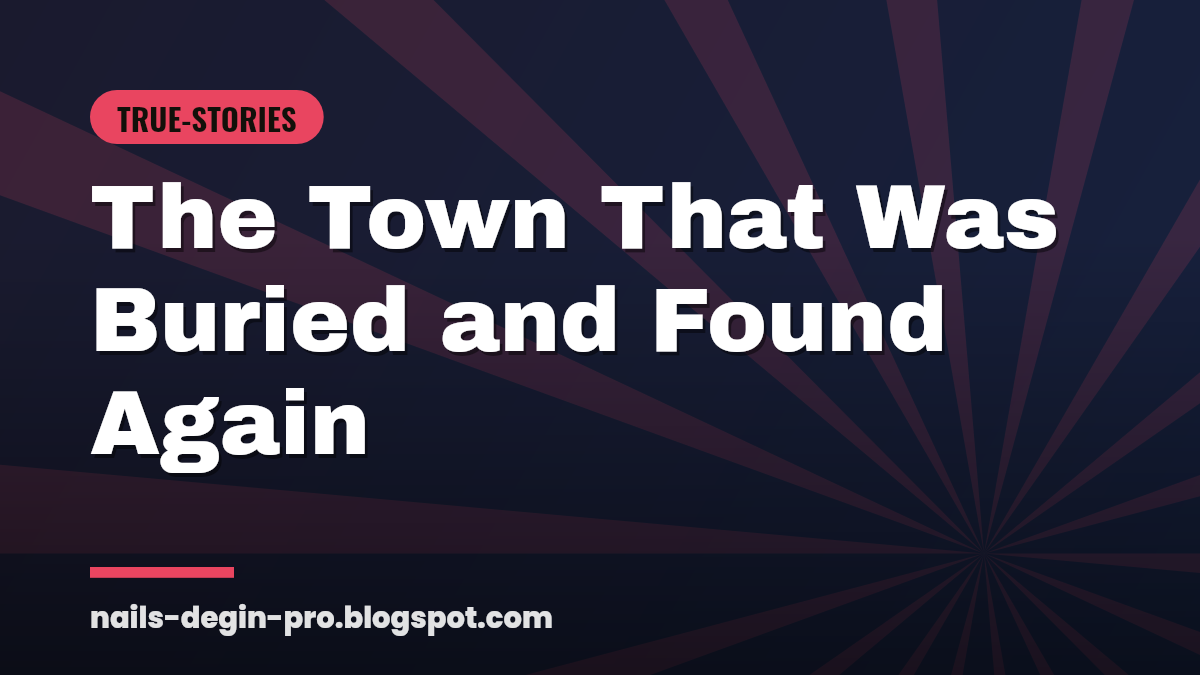 TRUE-STORIES
The Town That Was
Buried and Found
Again
nails-degin-pro.blogspot.com